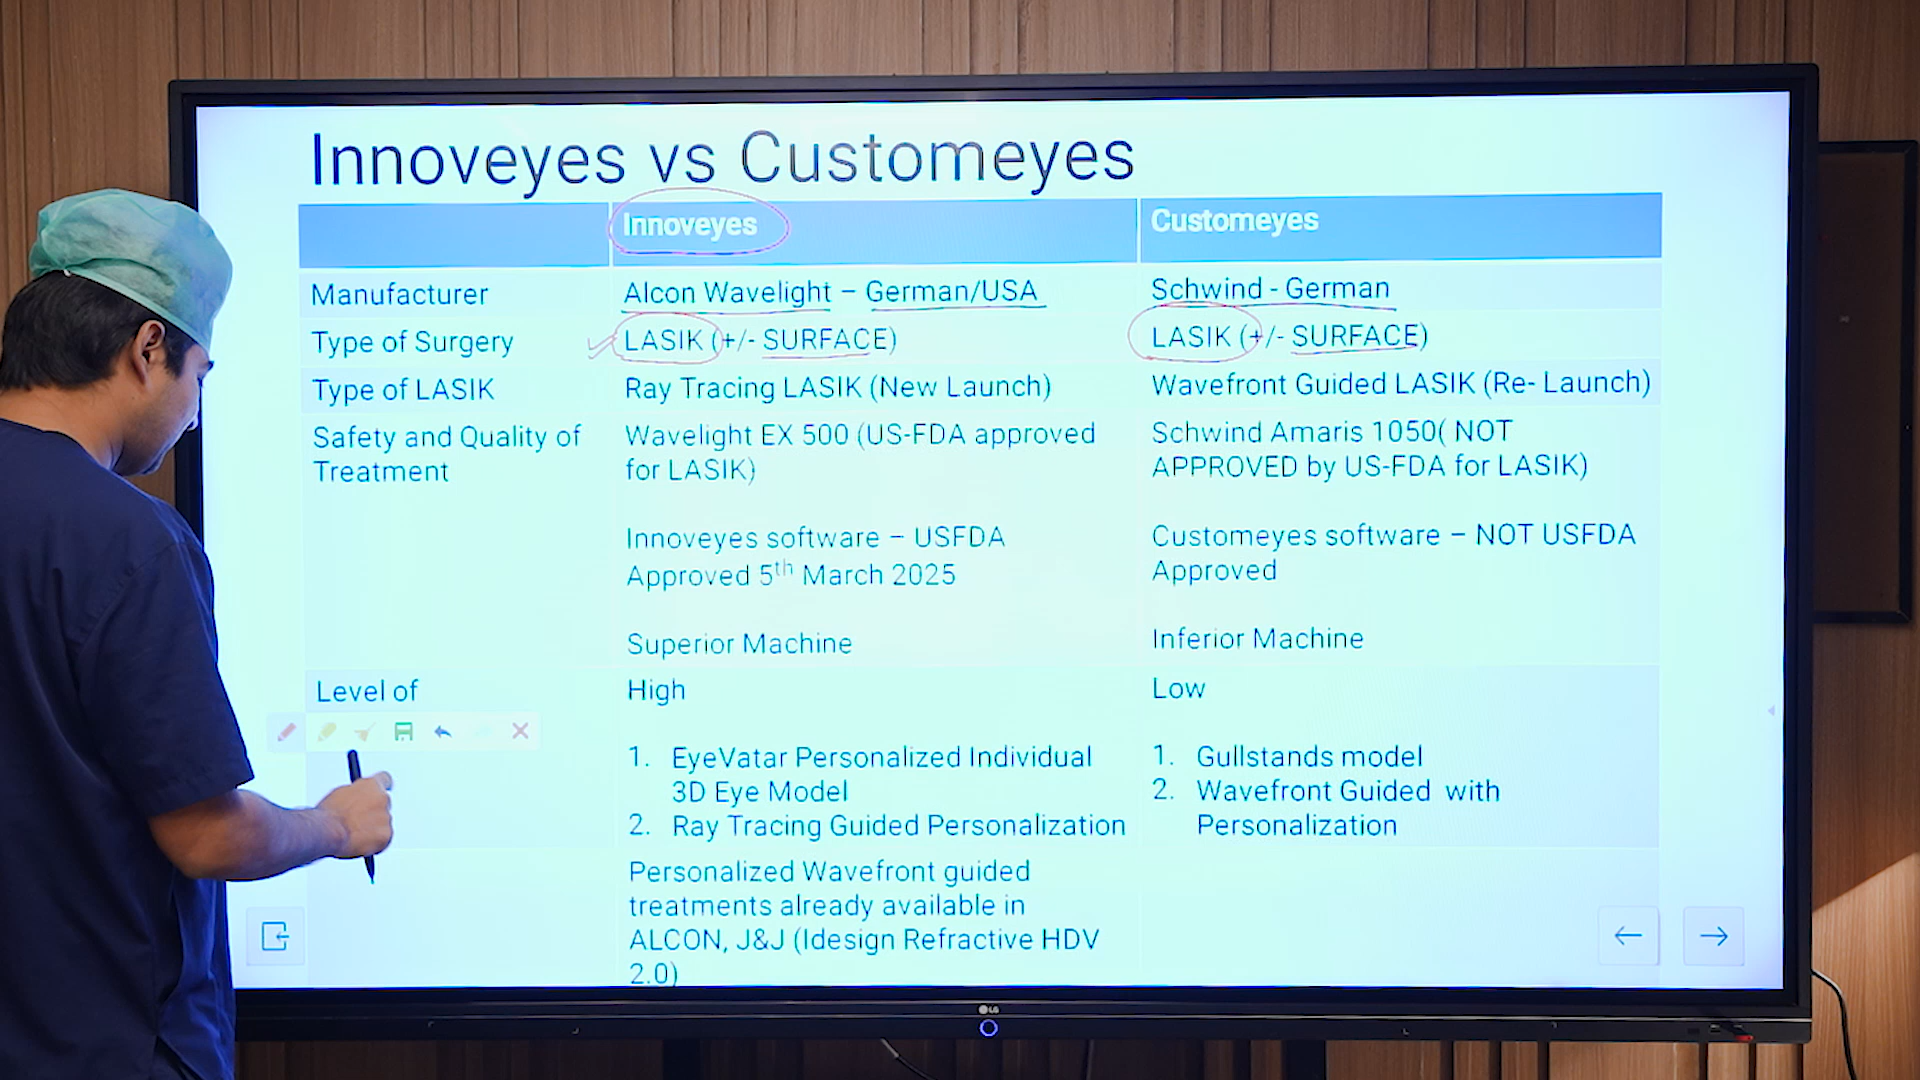 Innoveyes vs Customeyes
Innoveyes
Customeyes
Manufacturer
Alcon Wavelight – German/USA
Schwind - German
Type of Surgery
LASIK (+/- SURFACE)
LASIK (+/- SURFACE)
Type of LASIK
Ray Tracing LASIK (New Launch)
Wavefront Guided LASIK (Re- Launch)
Safety and Quality of
Treatment
Wavelight EX 500 (US-FDA approved
for LASIK)
Innoveyes software – USFDA
Approved 5th March 2025
Superior Machine
Schwind Amaris 1050( NOT
APPROVED by US-FDA for LASIK)
Customeyes software – NOT USFDA
Approved
Inferior Machine
Level of
High
1. EyeVatar Personalized Individual
3D Eye Model
2. Ray Tracing Guided Personalization
Low
1. Gullstands model
2. Wavefront Guided with
Personalization
Personalized Wavefront guided
treatments already available in
ALCON, J&J (Idesign Refractive HDV
2.0)
LG